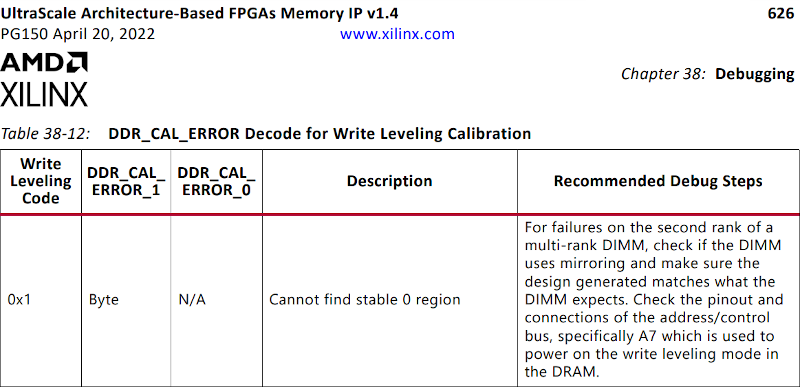 UltraScale Architecture-Based FPGAs Memory IP v1.4 626
PG150 April 20, 2022 www.xilinx.com
AMD
XILINX
Chapter 38: Debugging
Table 38-12: DDR_CAL_ERROR Decode for Write Leveling Calibration
Write
Leveling
Code
DDR_CAL_
ERROR_1
DDR_CAL_
ERROR_0
Description
Recommended Debug Steps
0x1
Byte
N/A
Cannot find stable 0 region
For failures on the second rank of a
multi-rank DIMM, check if the DIMM
uses mirroring and make sure the
design generated matches what the
DIMM expects. Check the pinout and
connections of the address/control
bus, specifically A7 which is used to
power on the write leveling mode in
the DRAM.